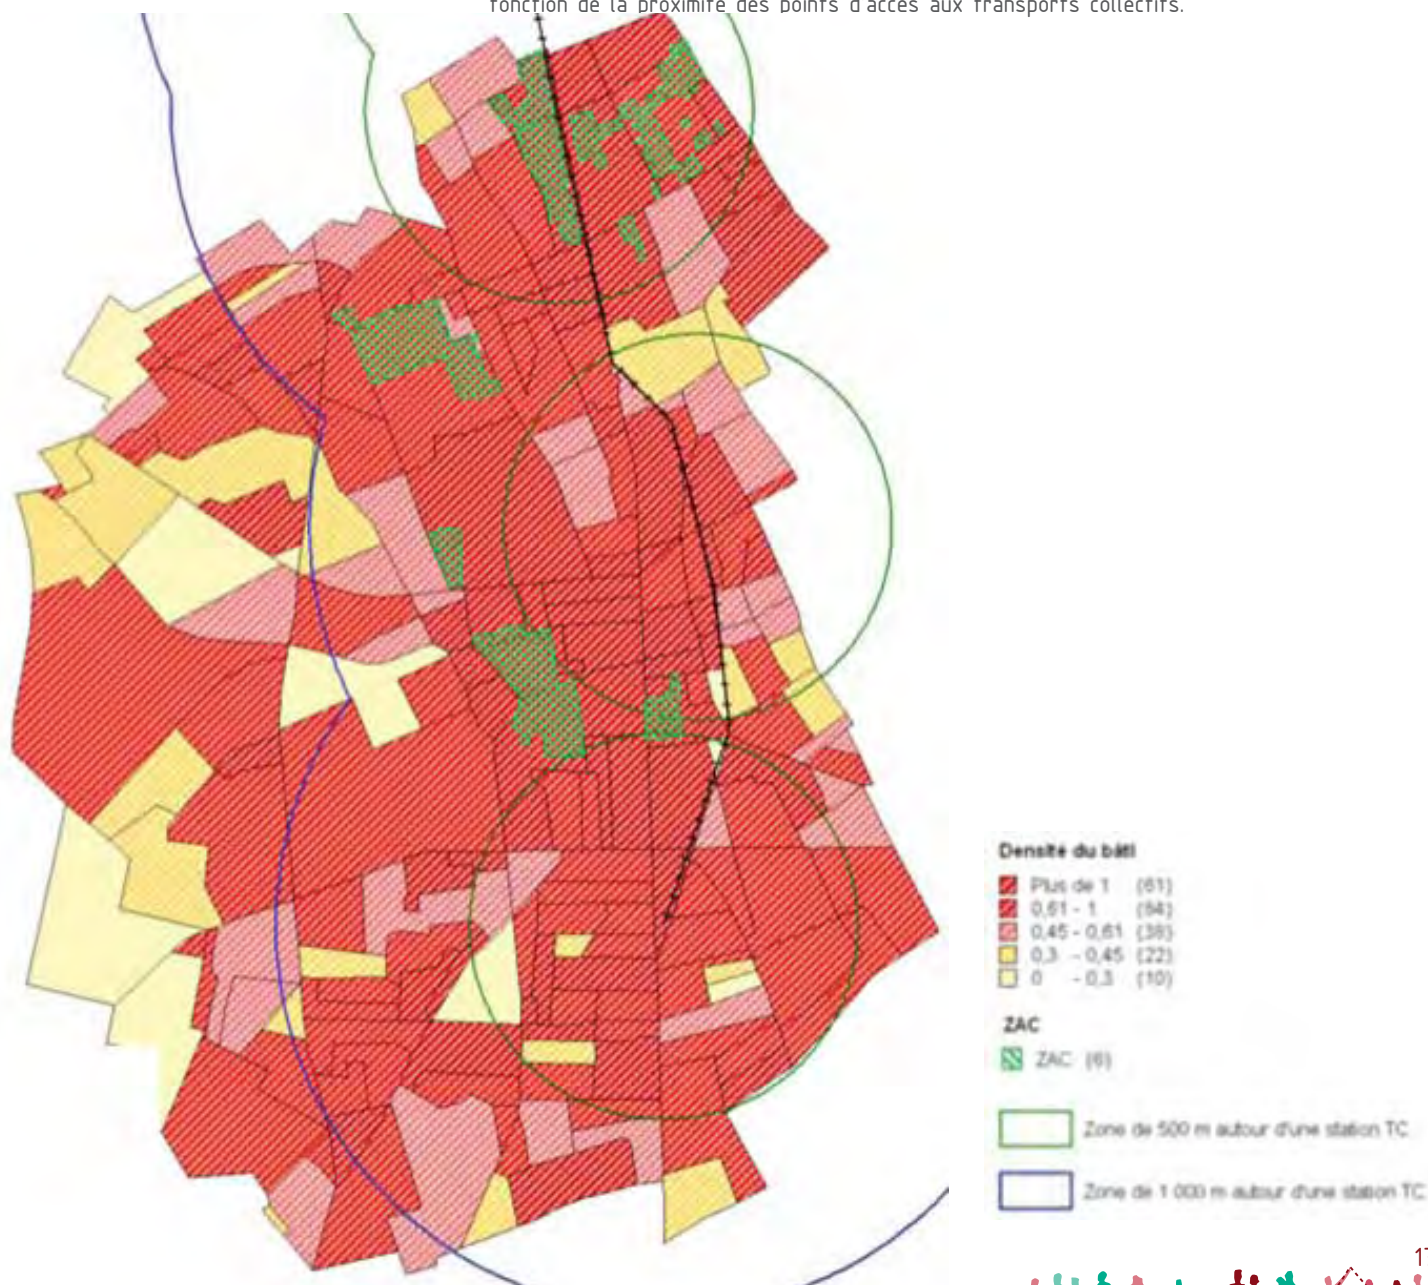 fonction de la proximité des points d'accès aux transports collectifs.
Densité du bâti
Plus de 1 (61)
0,61 - 1 (84)
0,45 - 0,61 (38)
0,3 - 0,45 (22)
0 - 0,3 (10)
ZAC
ZAC (6)
Zone de 500 m autour d'une station TC
Zone de 1 000 m autour d'une station TC